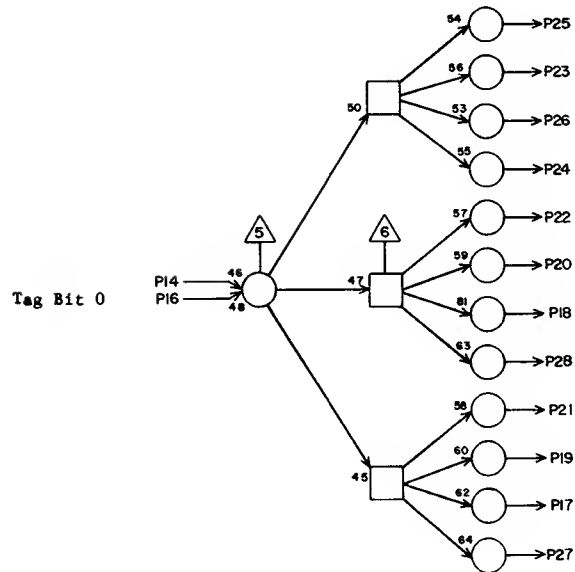 54 P25
56 P23
50 53 P26
55 P24
5 6 57 P22
P14 46 47 59 P20
Tag Bit 0 P16 48 81 P18
63 P28
58 P21
45 60 P19
62 P17
64 P27